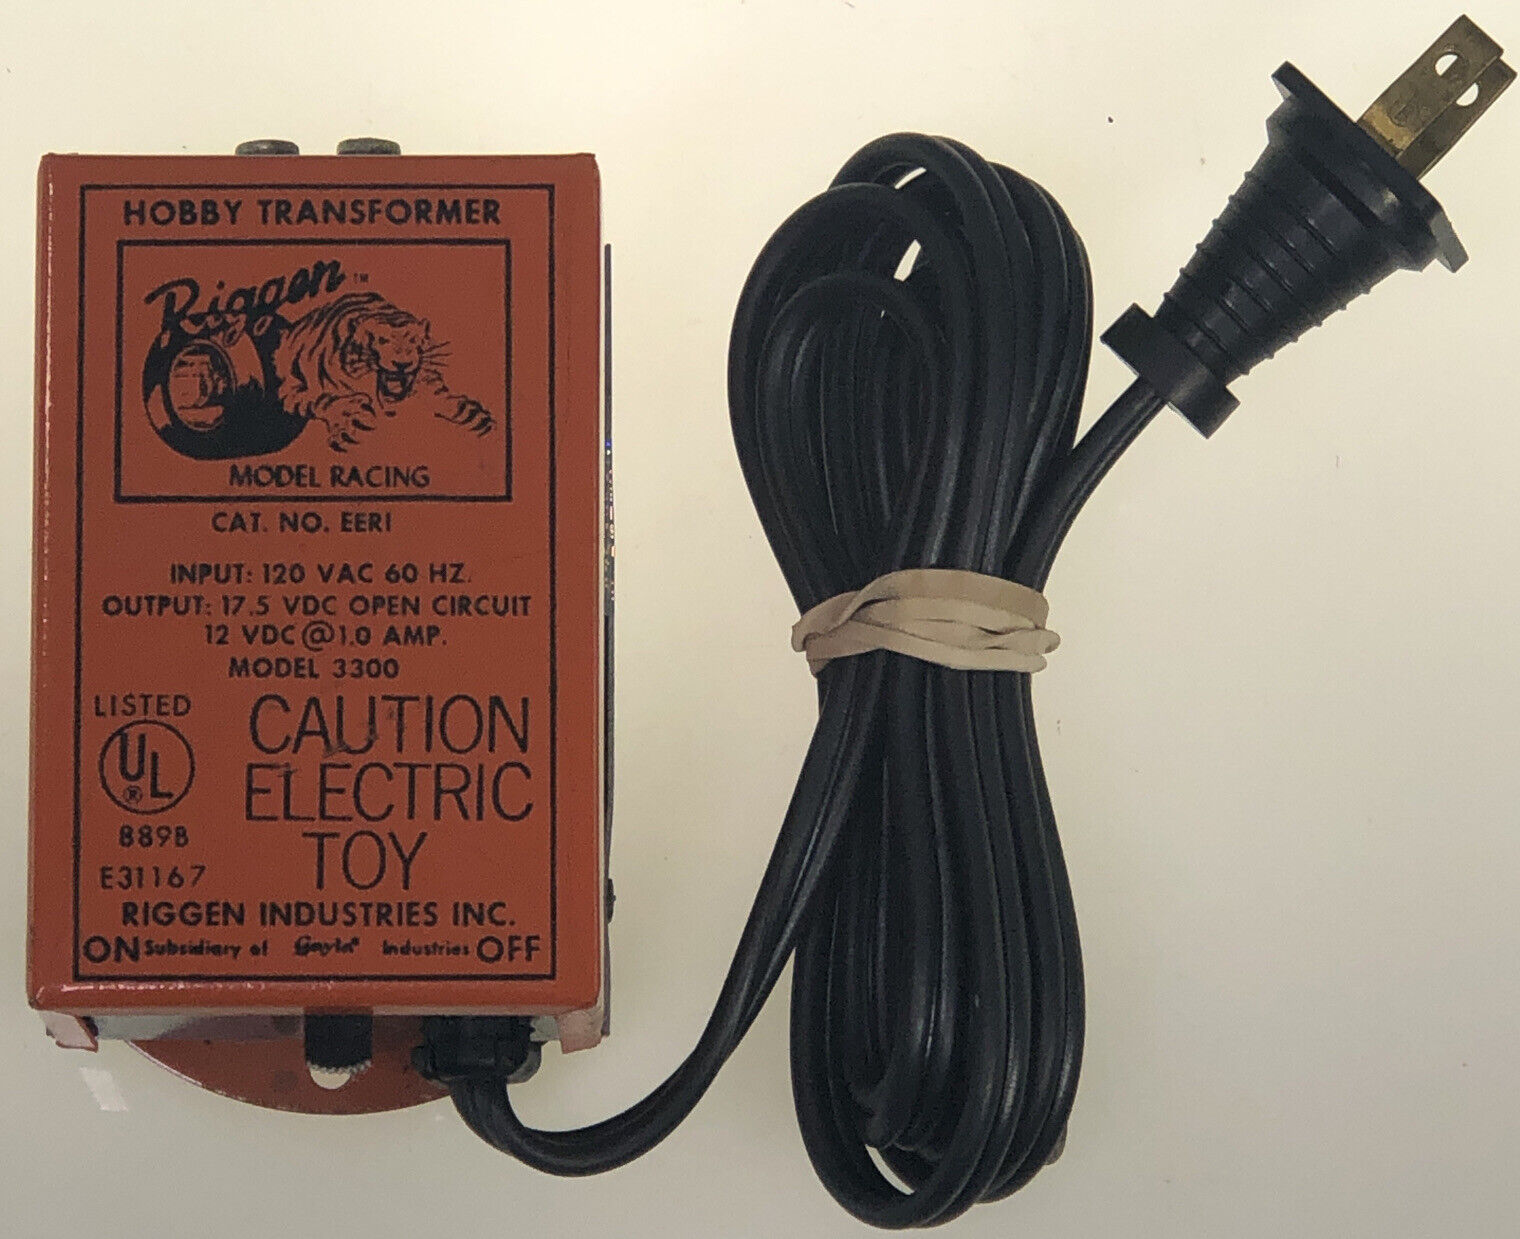 HOBBY TRANSFORMER
Riggen™
MODEL RACING
CAT. NO. EER1
INPUT: 120 VAC 60 HZ.
OUTPUT: 17.5 VDC OPEN CIRCUIT
12 VDC @ 1.0 AMP.
MODEL 3300
LISTED
UL®
889B
E31167
CAUTION
ELECTRIC
TOY
RIGGEN INDUSTRIES INC.
ON Subsidiary of Gayla® Industries OFF